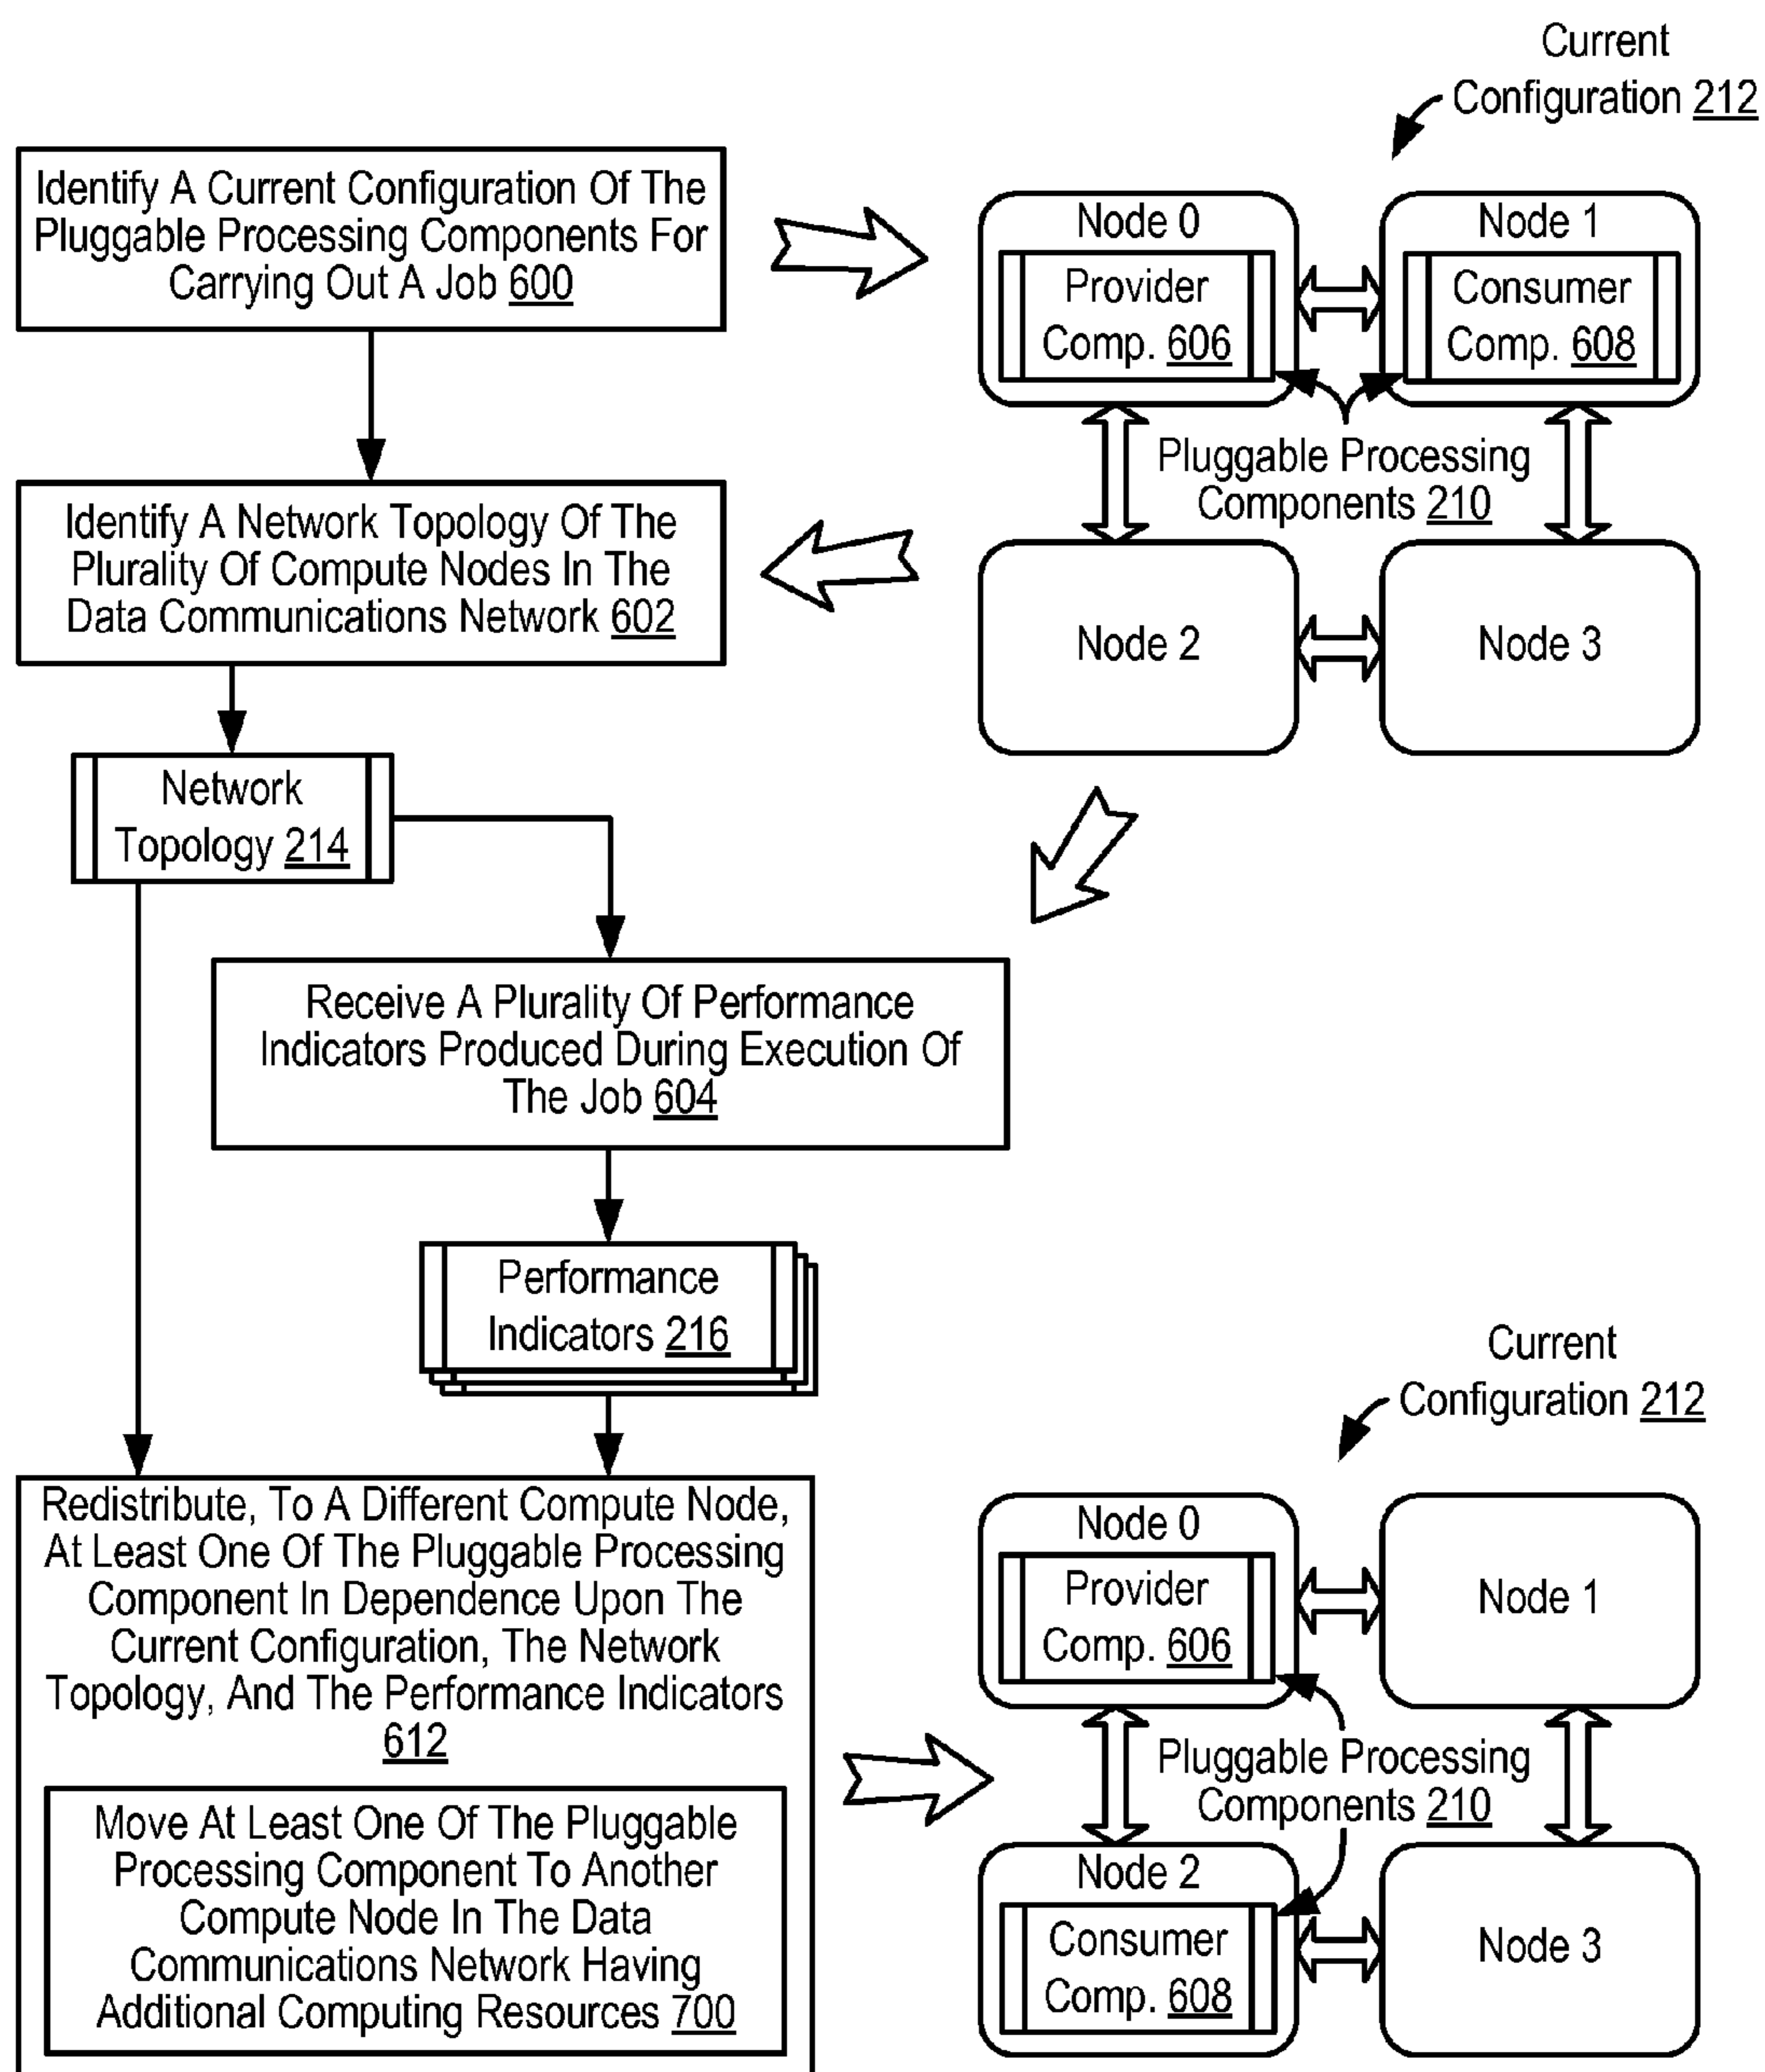 Current
Configuration 212
Identify A Current Configuration Of The
Pluggable Processing Components For
Carrying Out A Job 600
Node 0
Provider
Comp. 606
Node 1
Consumer
Comp. 608
Pluggable Processing
Components 210
Identify A Network Topology Of The
Plurality Of Compute Nodes In The
Data Communications Network 602
Node 2
Node 3
Network
Topology 214
Receive A Plurality Of Performance
Indicators Produced During Execution Of
The Job 604
Performance
Indicators 216
Current
Configuration 212
Redistribute, To A Different Compute Node,
At Least One Of The Pluggable Processing
Component In Dependence Upon The
Current Configuration, The Network
Topology, And The Performance Indicators
612
Node 0
Provider
Comp. 606
Node 1
Pluggable Processing
Components 210
Move At Least One Of The Pluggable
Processing Component To Another
Compute Node In The Data
Communications Network Having
Additional Computing Resources 700
Node 2
Consumer
Comp. 608
Node 3